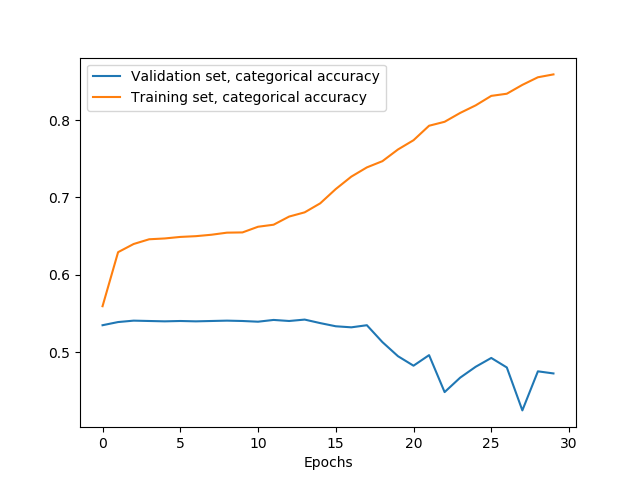 Validation set, categorical accuracy
Training set, categorical accuracy
0.8
0.7
0.6
0.5
0 5 10 15 20 25 30
Epochs